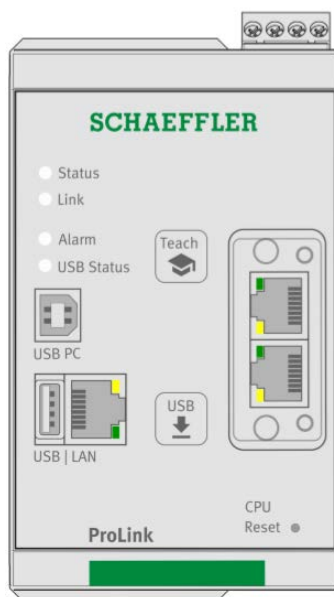 SCHAEFFLER
Status
Link
Alarm
USB Status
Teach
USB PC
USB
USB | LAN
CPU
Reset
ProLink